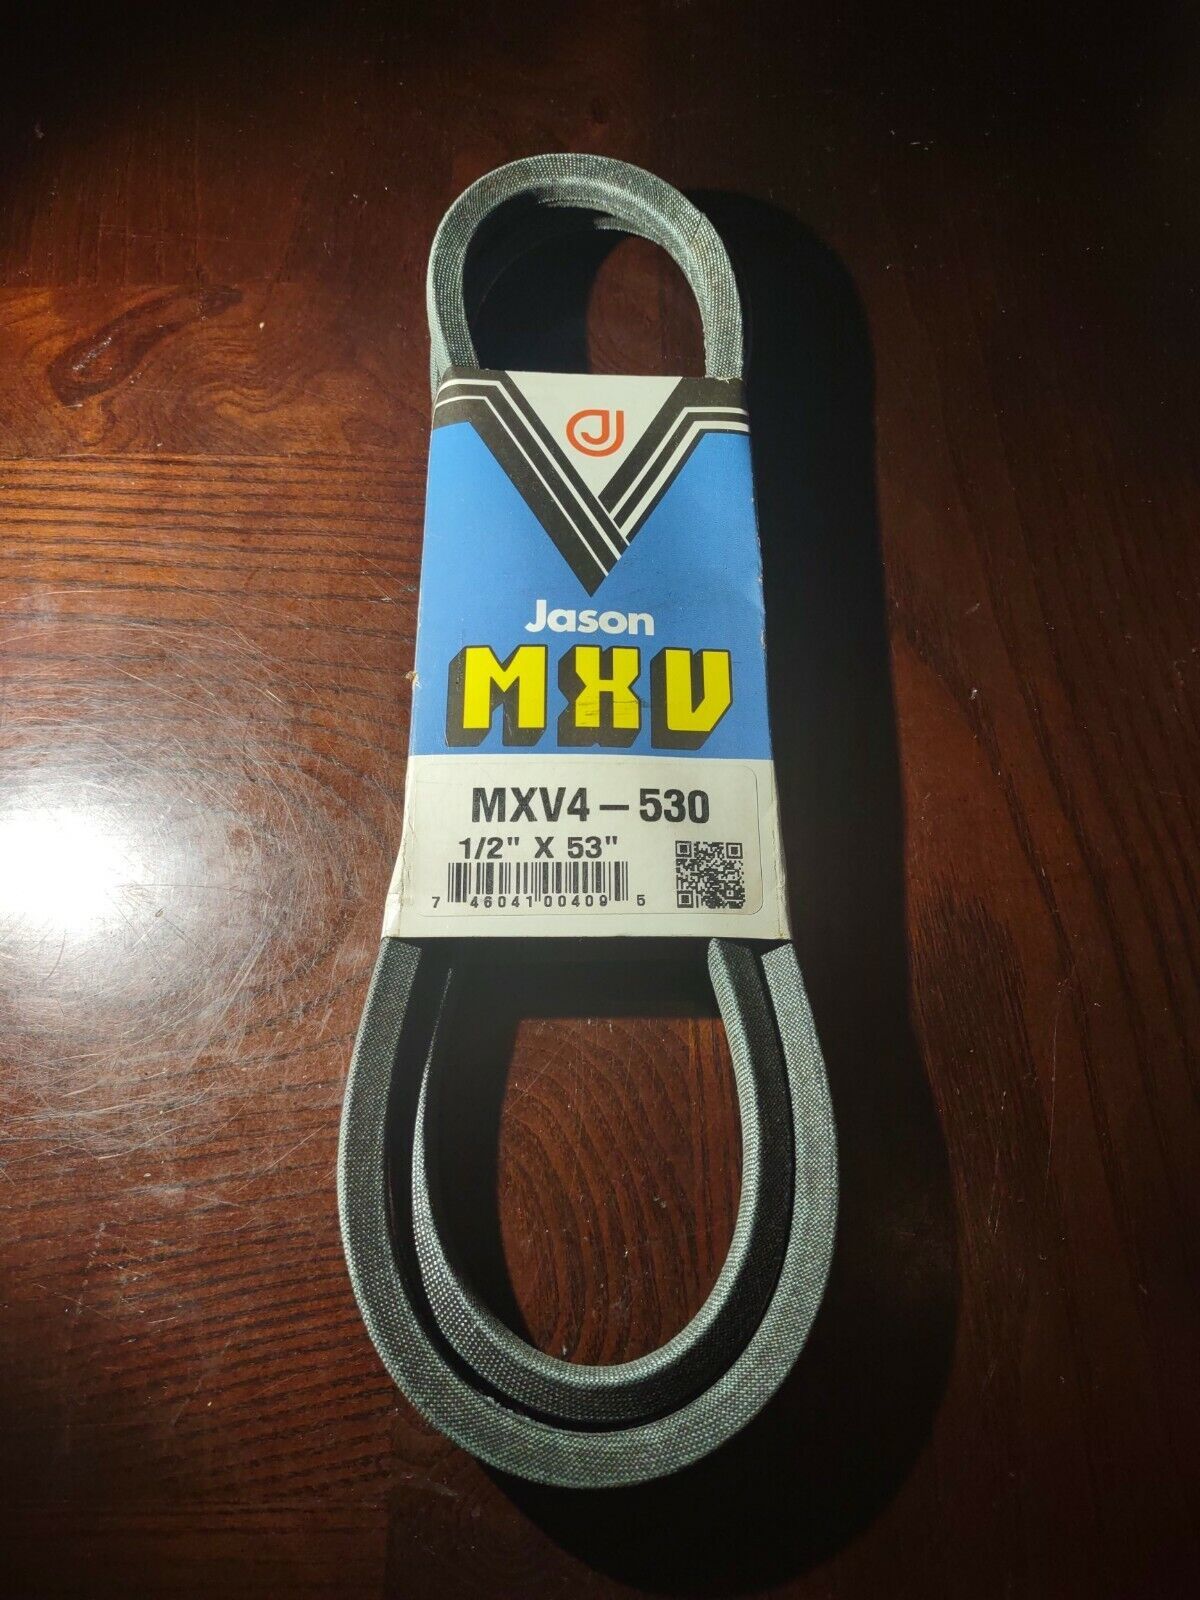 J
Jason
MXV
MXV4-530
1/2" X 53"
7 46041 00409 5